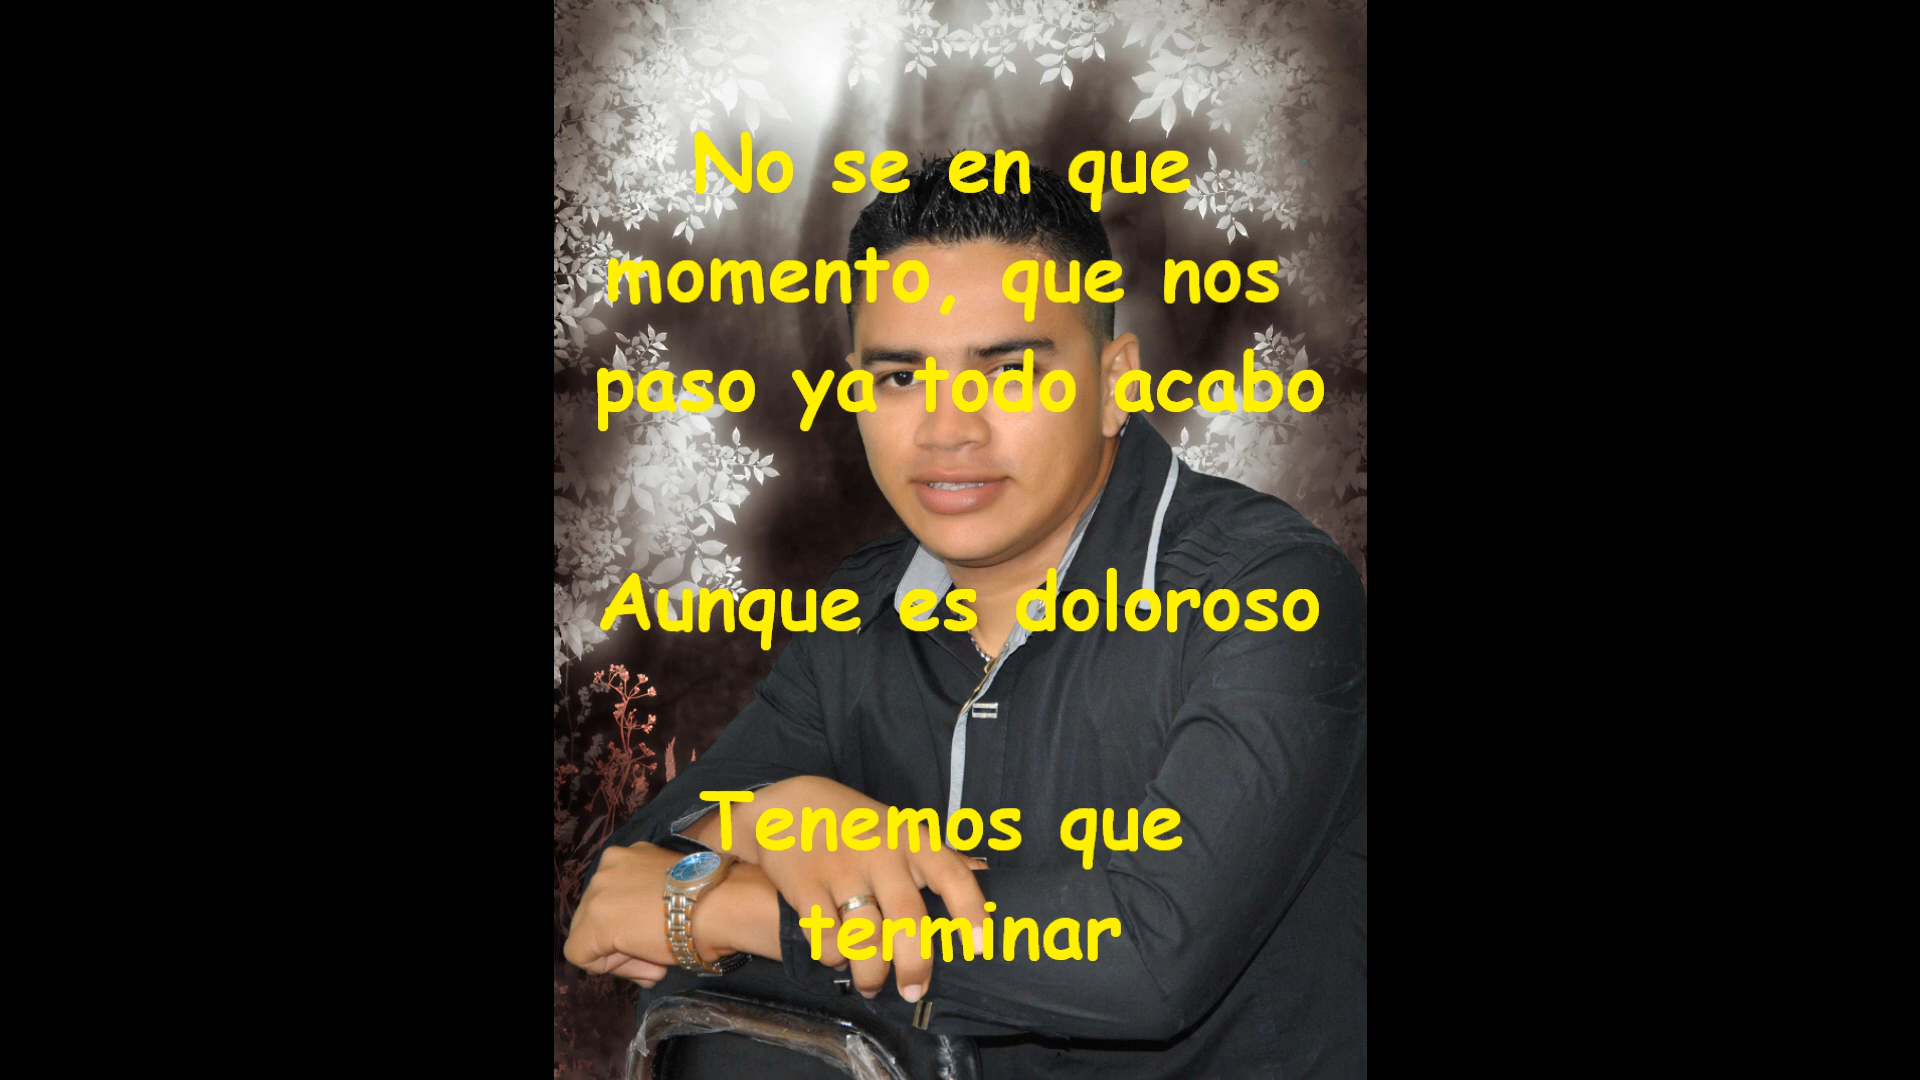 No se en que
momento, que nos
paso ya todo acabo
Aunque es doloroso
Tenemos que
terminar